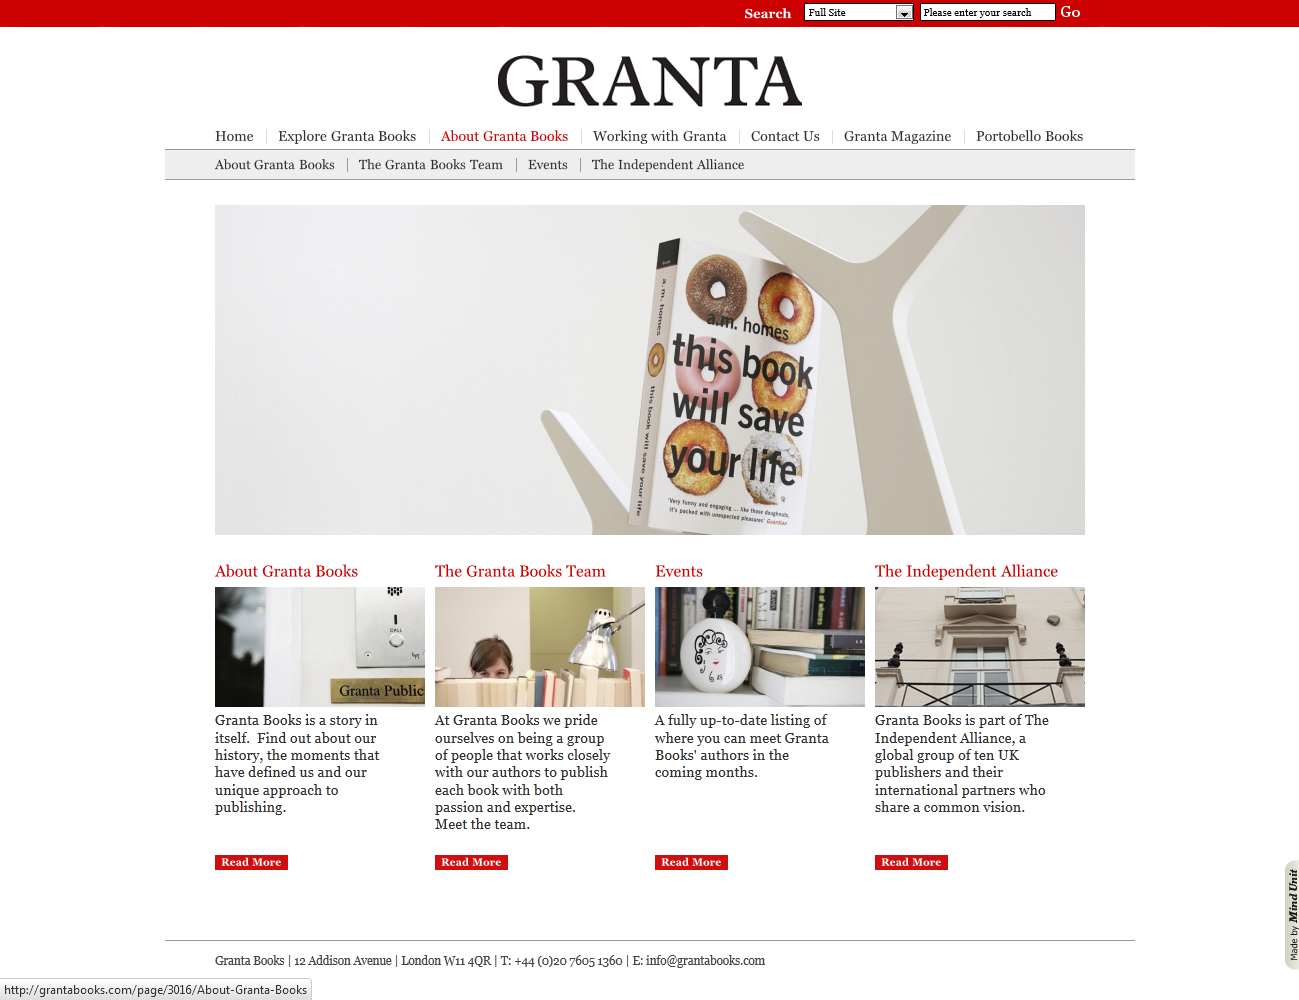 Search Full Site Please enter your search Go
GRANTA
Home Explore Granta Books About Granta Books Working with Granta Contact Us Granta Magazine Portobello Books
About Granta Books The Granta Books Team Events The Independent Alliance
a.m. homes
this book
will save
your life
'Very funny and engaging ... like those doughnuts,
it's packed with unexpected pleasures' Guardian
a.m. homes this book will save your life
About Granta Books
CALL
Granta Public
Granta Books is a story in
itself.  Find out about our
history, the moments that
have defined us and our
unique approach to
publishing.
Read More
The Granta Books Team
At Granta Books we pride
ourselves on being a group
of people that works closely
with our authors to publish
each book with both
passion and expertise.
Meet the team.
Read More
Events
A fully up-to-date listing of
where you can meet Granta
Books' authors in the
coming months.
Read More
The Independent Alliance
Granta Books is part of The
Independent Alliance, a
global group of ten UK
publishers and their
international partners who
share a common vision.
Read More
Made by Mind Unit
Granta Books | 12 Addison Avenue | London W11 4QR | T: +44 (0)20 7605 1360 | E: info@grantabooks.com
http://grantabooks.com/page/3016/About-Granta-Books